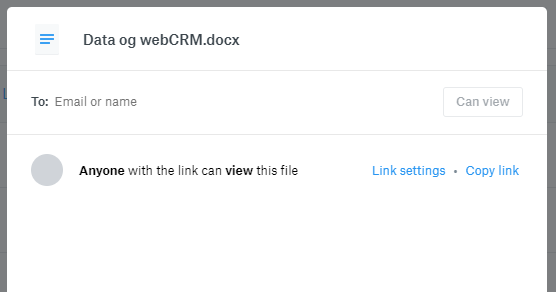 Data og webCRM.docx
To: Email or name Can view
Anyone with the link can view this file Link settings • Copy link